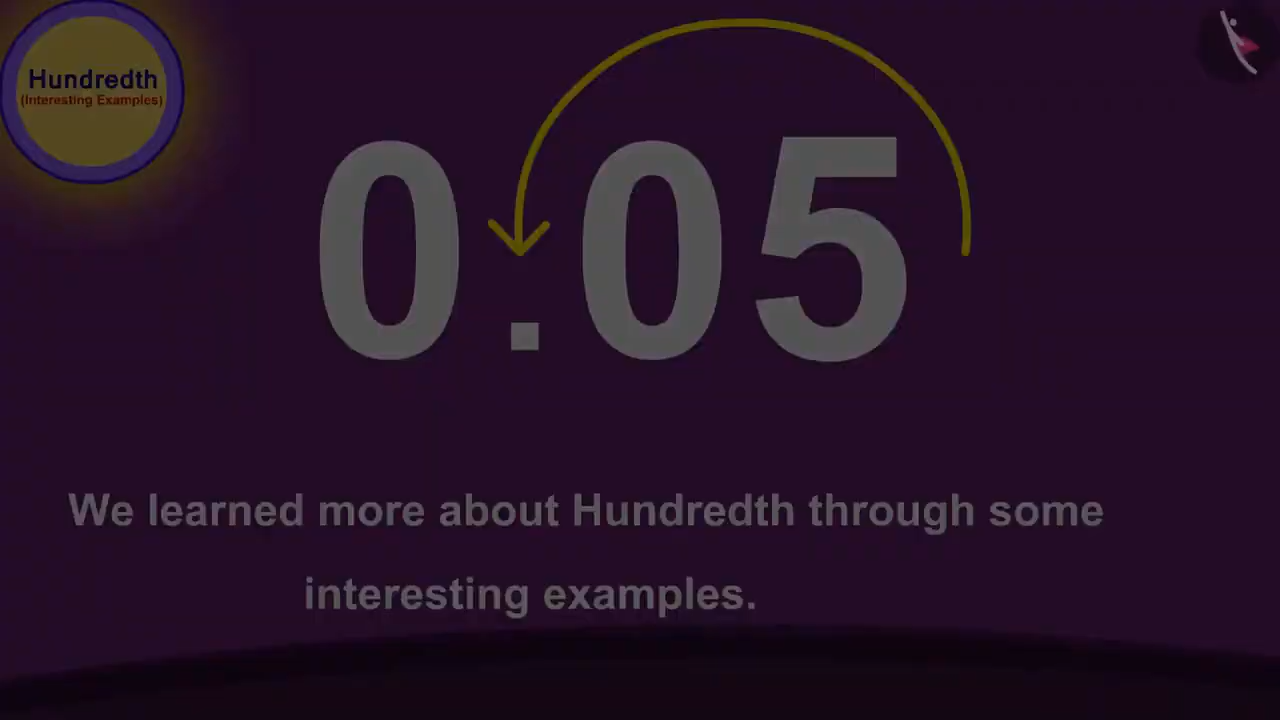 Hundredth
(Interesting Examples)
0.05
We learned more about Hundredth through some
interesting examples.